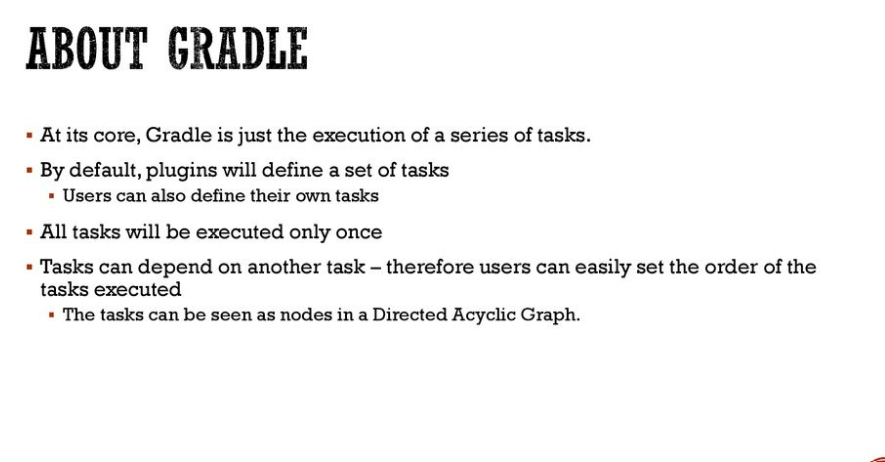 ABOUT GRADLE
▪ At its core, Gradle is just the execution of a series of tasks.
▪ By default, plugins will define a set of tasks
▪ Users can also define their own tasks
▪ All tasks will be executed only once
▪ Tasks can depend on another task – therefore users can easily set the order of the
tasks executed
▪ The tasks can be seen as nodes in a Directed Acyclic Graph.